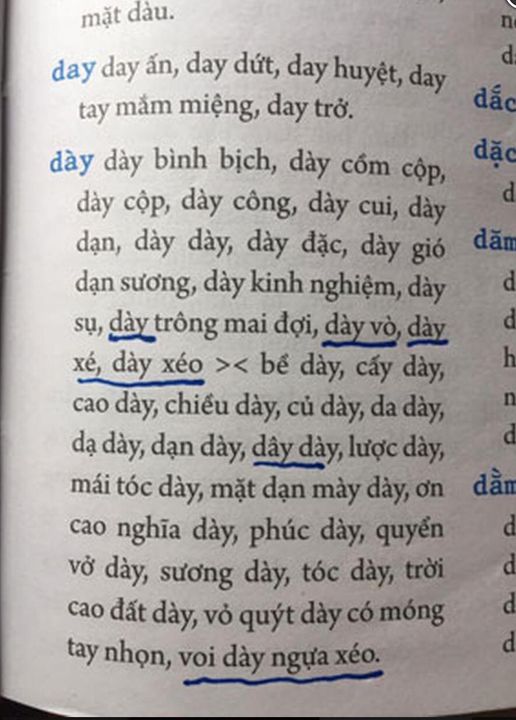 mặt dàu.
day day ấn, day dứt, day huyệt, day
tay mắm miệng, day trở.
dày dày bình bịch, dày cồm cộp,
dày cộp, dày công, dày cui, dày
dạn, dày dày, dày đặc, dày gió
dạn sương, dày kinh nghiệm, dày
sụ, dày trông mai đợi, dày vò, dày
xé, dày xéo >< bề dày, cấy dày,
cao dày, chiều dày, củ dày, da dày,
dạ dày, dạn dày, dây dày, lược dày,
mái tóc dày, mặt dạn mày dày, ơn
cao nghĩa dày, phúc dày, quyển
vở dày, sương dày, tóc dày, trời
cao đất dày, vỏ quýt dày có móng
tay nhọn, voi dày ngựa xéo.